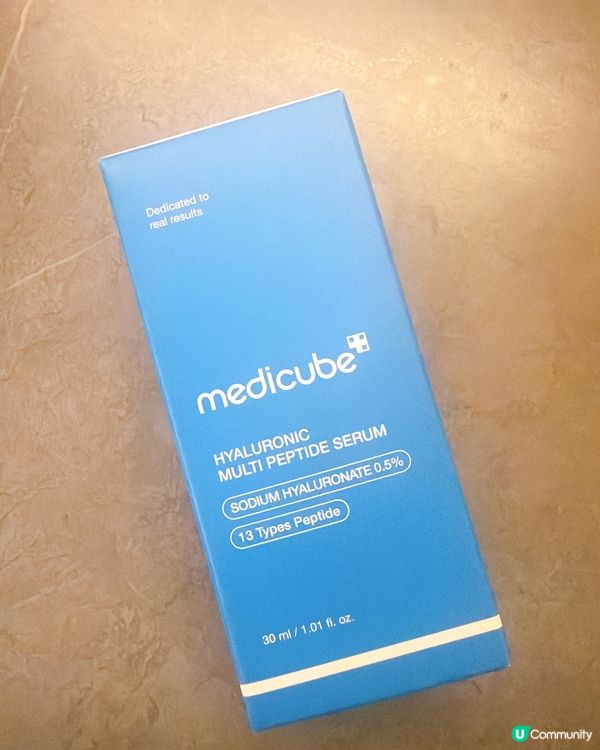 Dedicated to
real results
medicube
HYALURONIC
MULTI PEPTIDE SERUM
SODIUM HYALURONATE 0.5%
13 Types Peptide
30 ml / 1.01 fl. oz.
U Community